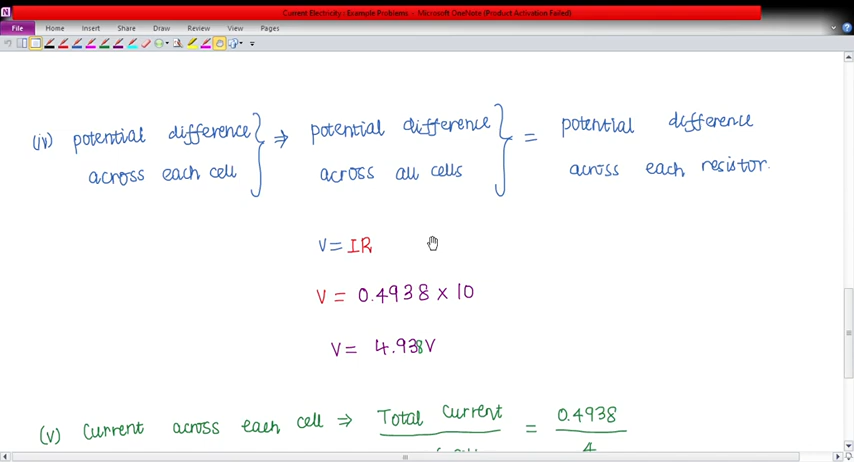 Current Electricity : Example Problems - Microsoft OneNote (Product Activation Failed)
File Home Insert Share Draw Review View
(iv) potential difference across each cell } ⇒ potential difference across all cells } = potential difference across each resistor.
V = IR
V = 0.4938 × 10
V = 4.938V
(v) Current across each cell ⇒ Total Current = 0.4938
4